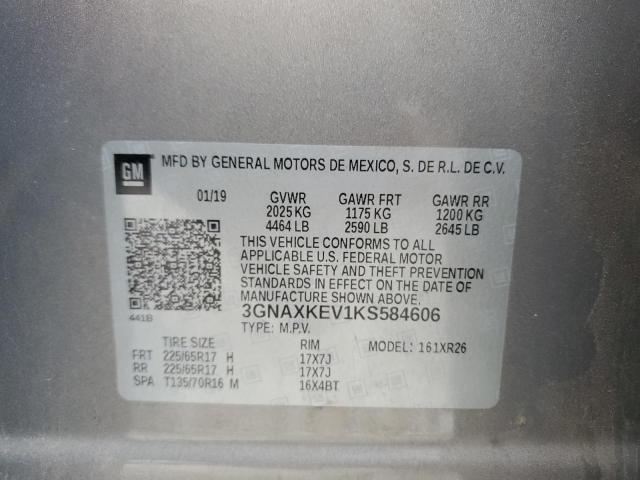 GM MFD BY GENERAL MOTORS DE MEXICO, S. DE R.L. DE C.V.
01/19 GVWR GAWR FRT GAWR RR
2025 KG 1175 KG 1200 KG
4464 LB 2590 LB 2645 LB
THIS VEHICLE CONFORMS TO ALL
APPLICABLE U.S. FEDERAL MOTOR
VEHICLE SAFETY AND THEFT PREVENTION
STANDARDS IN EFFECT ON THE DATE OF
MANUFACTURE SHOWN ABOVE.
441B 3GNAXKEV1KS584606
TYPE: M.P.V.
TIRE SIZE RIM MODEL: 161XR26
FRT 225/65R17 H 17X7J
RR 225/65R17 H 17X7J
SPA T135/70R16 M 16X4BT